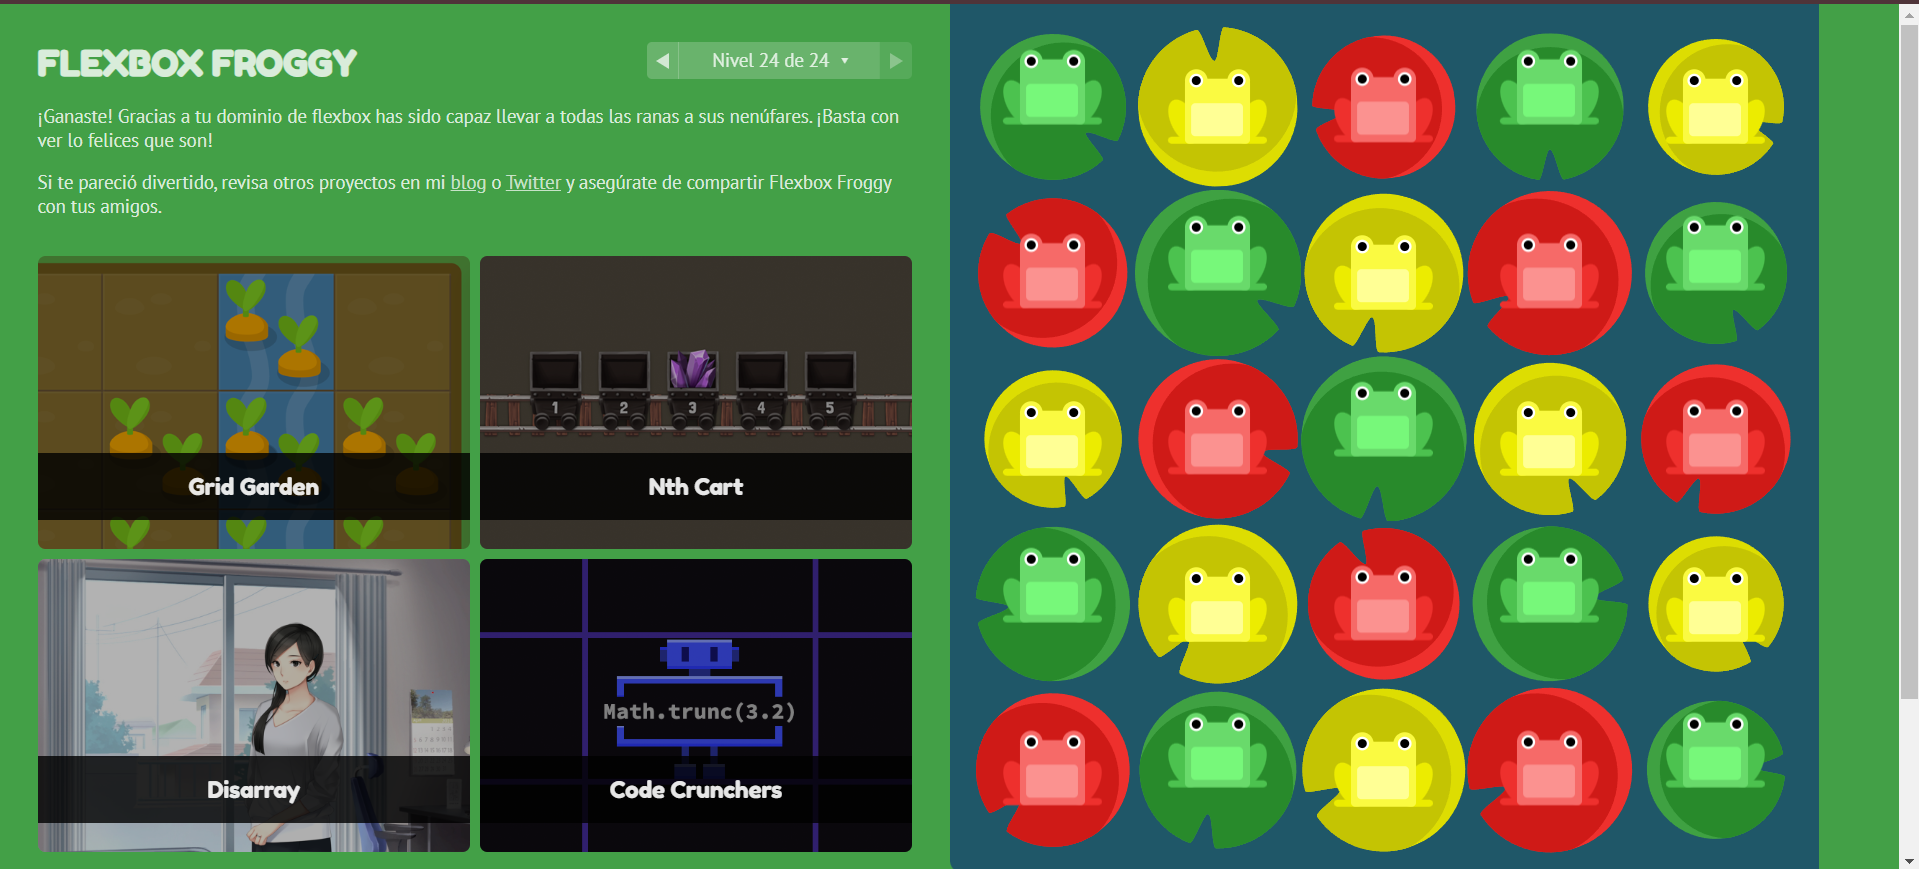 FLEXBOX FROGGY
Nivel 24 de 24
¡Ganaste! Gracias a tu dominio de flexbox has sido capaz llevar a todas las ranas a sus nenúfares. ¡Basta con
ver lo felices que son!
Si te pareció divertido, revisa otros proyectos en mi blog o Twitter y asegúrate de compartir Flexbox Froggy
con tus amigos.
1 2 3 4 5
Grid Garden
Nth Cart
Math.trunc(3.2)
Disarray
Code Crunchers